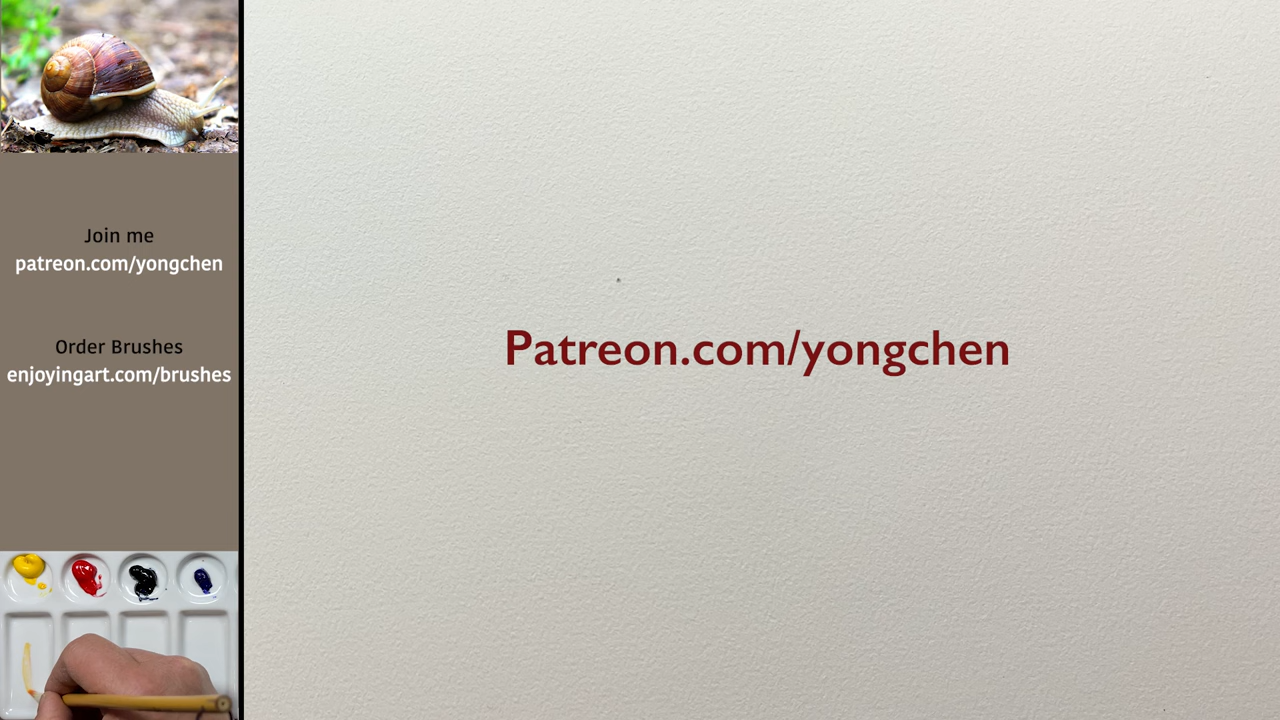 Join me
patreon.com/yongchen
Order Brushes
enjoyingart.com/brushes
Patreon.com/yongchen